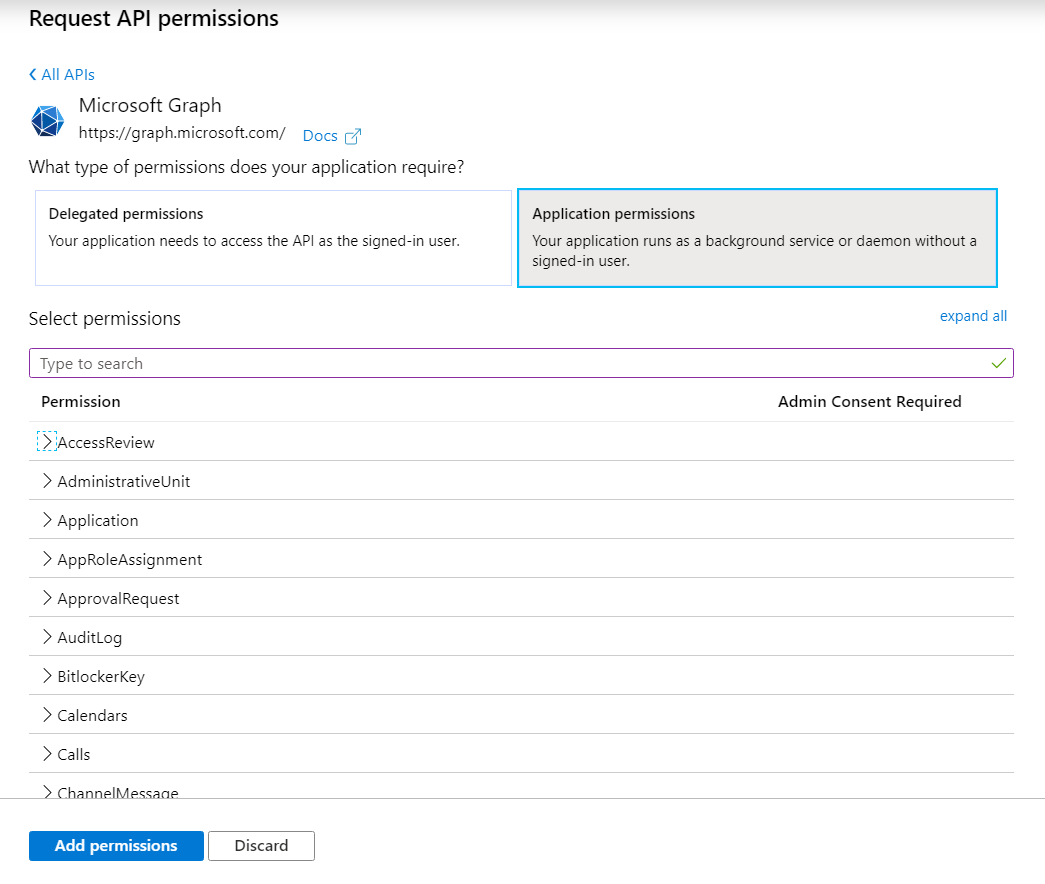 Request API permissions
All APIs
Microsoft Graph
https://graph.microsoft.com/ Docs
What type of permissions does your application require?
Delegated permissions
Your application needs to access the API as the signed-in user.
Application permissions
Your application runs as a background service or daemon without a
signed-in user.
Select permissions
expand all
Type to search
Permission Admin Consent Required
AccessReview
AdministrativeUnit
Application
AppRoleAssignment
ApprovalRequest
AuditLog
BitlockerKey
Calendars
Calls
ChannelMessage
Add permissions Discard